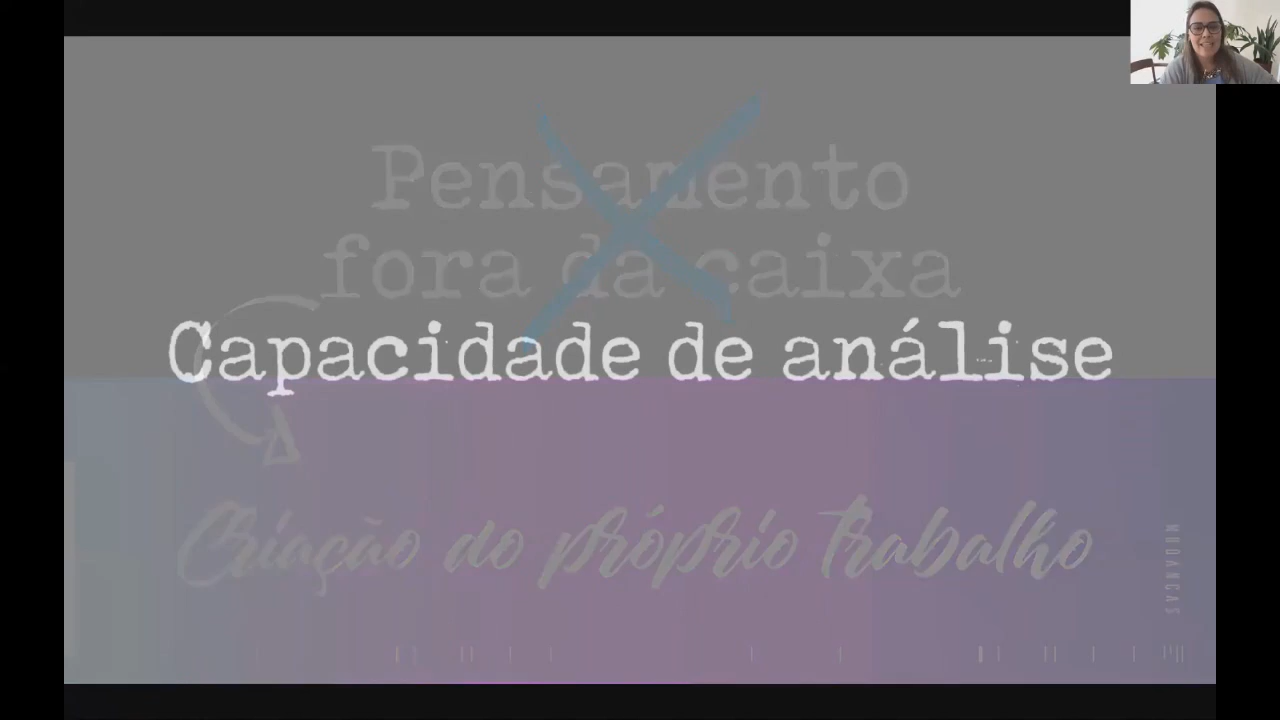 Pensamento
fora da caixa
Capacidade de análise
Criação do próprio trabalho
MUDANÇAS